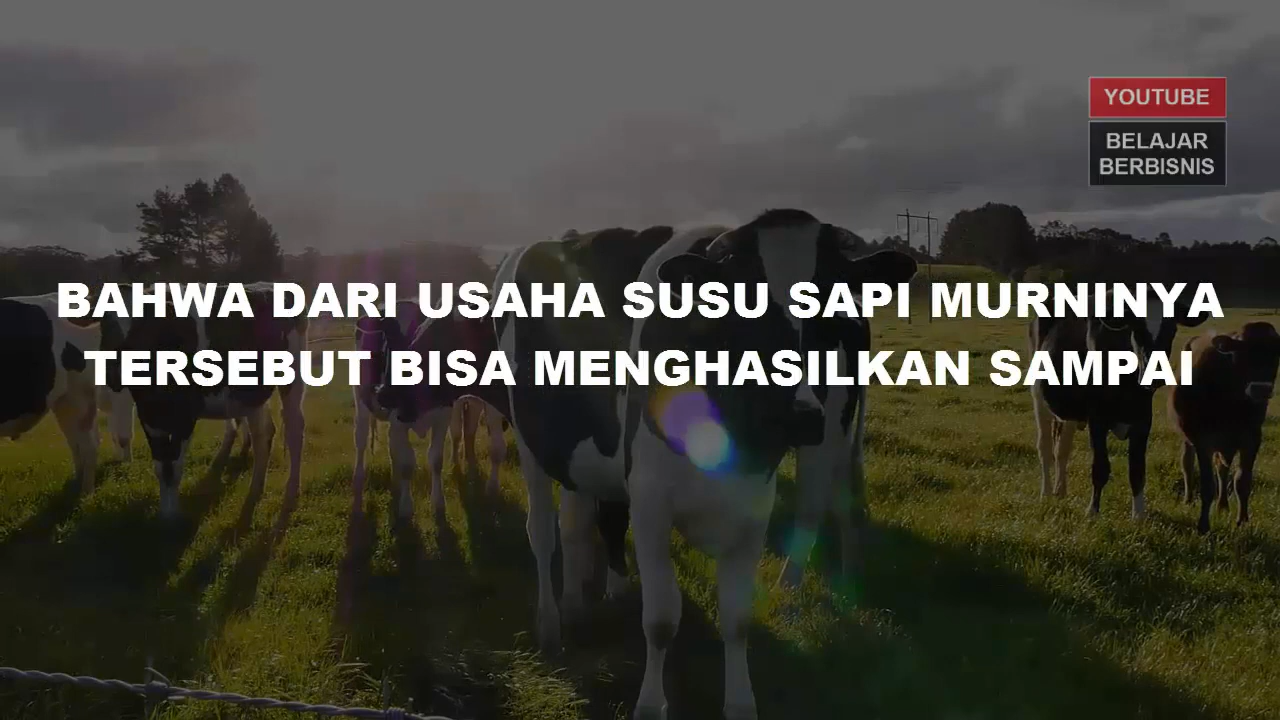 YOUTUBE
BELAJAR
BERBISNIS
BAHWA DARI USAHA SUSU SAPI MURNINYA
TERSEBUT BISA MENGHASILKAN SAMPAI